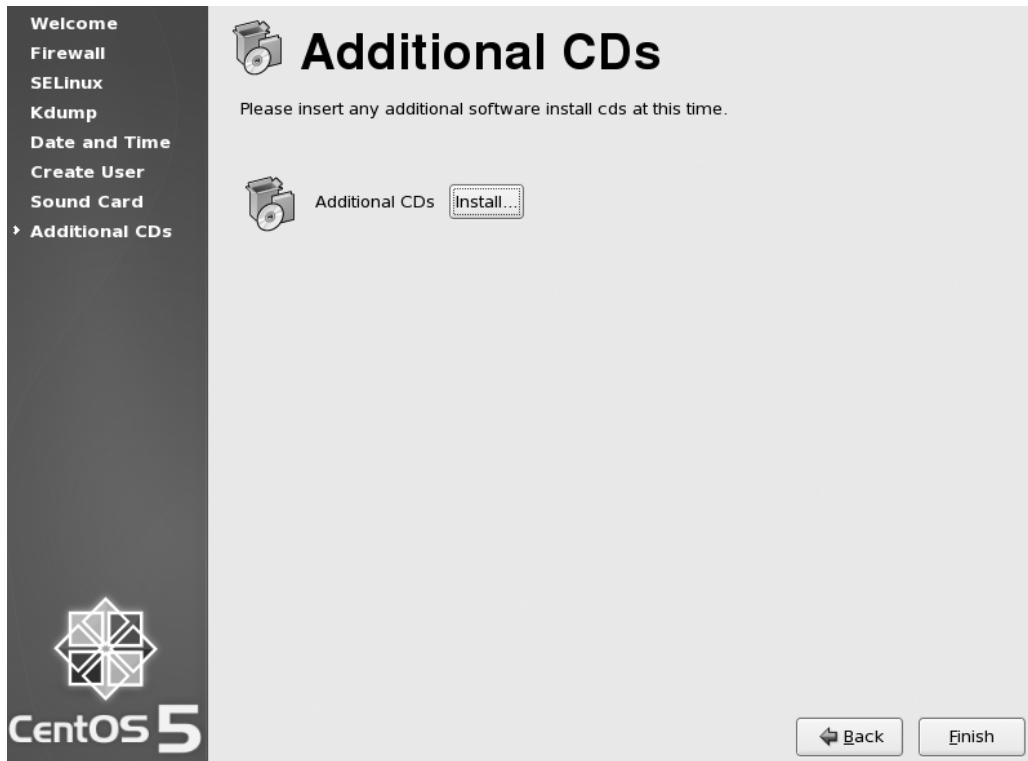 Welcome
Firewall
SELinux
Kdump
Date and Time
Create User
Sound Card
Additional CDs
CentOS 5
Additional CDs
Please insert any additional software install cds at this time.
Additional CDs Install...
Back Finish